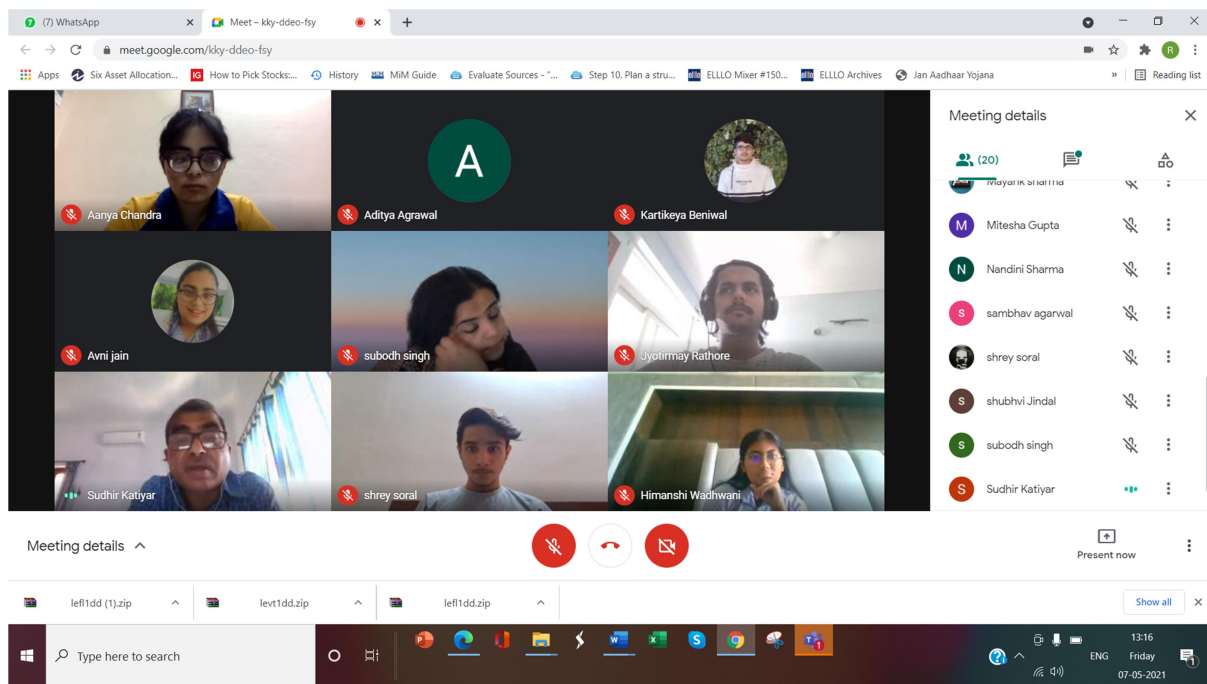 (7) WhatsApp
Meet – kky-ddeo-fsy
meet.google.com/kky-ddeo-fsy
R
Apps
Six Asset Allocation...
IG How to Pick Stocks:...
History
MiM Guide
Evaluate Sources - "...
Step 10. Plan a stru...
ELLLO Mixer #150...
ELLLO Archives
Jan Aadhaar Yojana
»
Reading list
Aanya Chandra
A
Aditya Agrawal
Kartikeya Beniwal
Avni jain
subodh singh
Jyotirmay Rathore
Sudhir Katiyar
shrey soral
Himanshi Wadhwani
Meeting details
(20)
Mayank sharma
M Mitesha Gupta
N Nandini Sharma
s sambhav agarwal
shrey soral
s shubhvi Jindal
s subodh singh
S Sudhir Katiyar
Meeting details
Present now
lefl1dd (1).zip
levt1dd.zip
lefl1dd.zip
Show all
Type here to search
ENG
13:16
Friday
07-05-2021